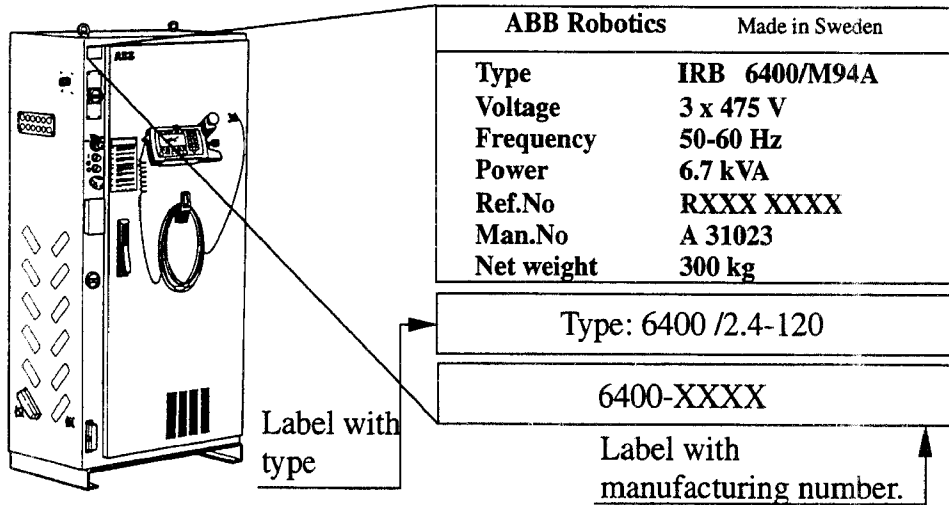 ABB
ABB Robotics Made in Sweden
Type IRB 6400/M94A
Voltage 3 x 475 V
Frequency 50-60 Hz
Power 6.7 kVA
Ref.No RXXX XXXX
Man.No A 31023
Net weight 300 kg
Type: 6400 /2.4-120
6400-XXXX
Label with
type
Label with
manufacturing number.